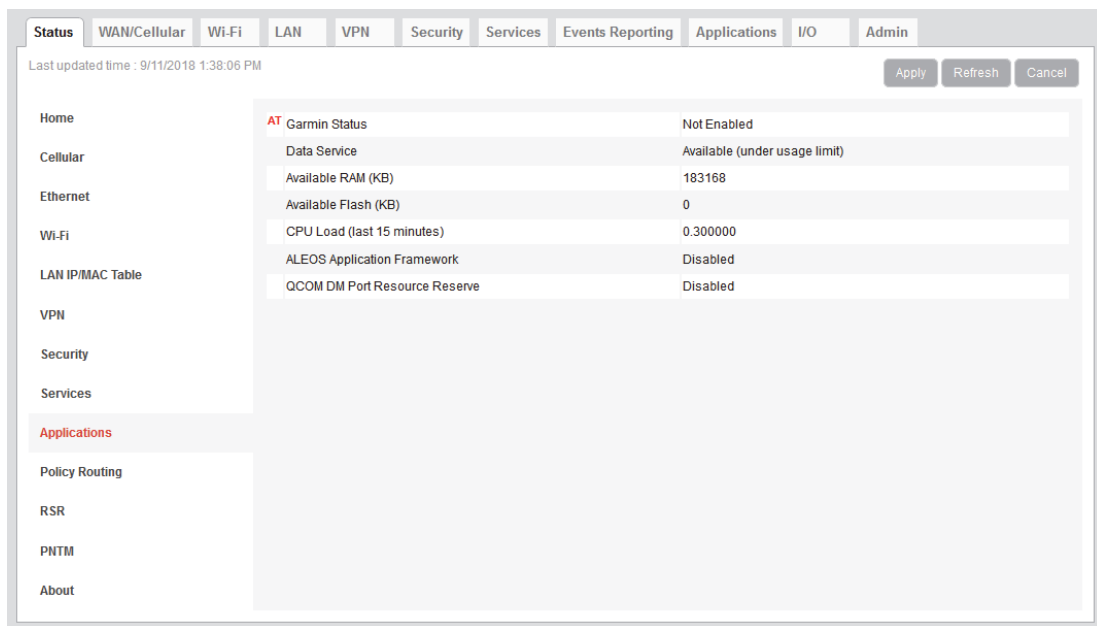 Status WAN/Cellular Wi-Fi LAN VPN Security Services Events Reporting Applications I/O Admin
Last updated time : 9/11/2018 1:38:06 PM
Apply Refresh Cancel
Home
Cellular
Ethernet
Wi-Fi
LAN IP/MAC Table
VPN
Security
Services
Applications
Policy Routing
RSR
PNTM
About
AT Garmin Status Not Enabled
Data Service Available (under usage limit)
Available RAM (KB) 183168
Available Flash (KB) 0
CPU Load (last 15 minutes) 0.300000
ALEOS Application Framework Disabled
QCOM DM Port Resource Reserve Disabled